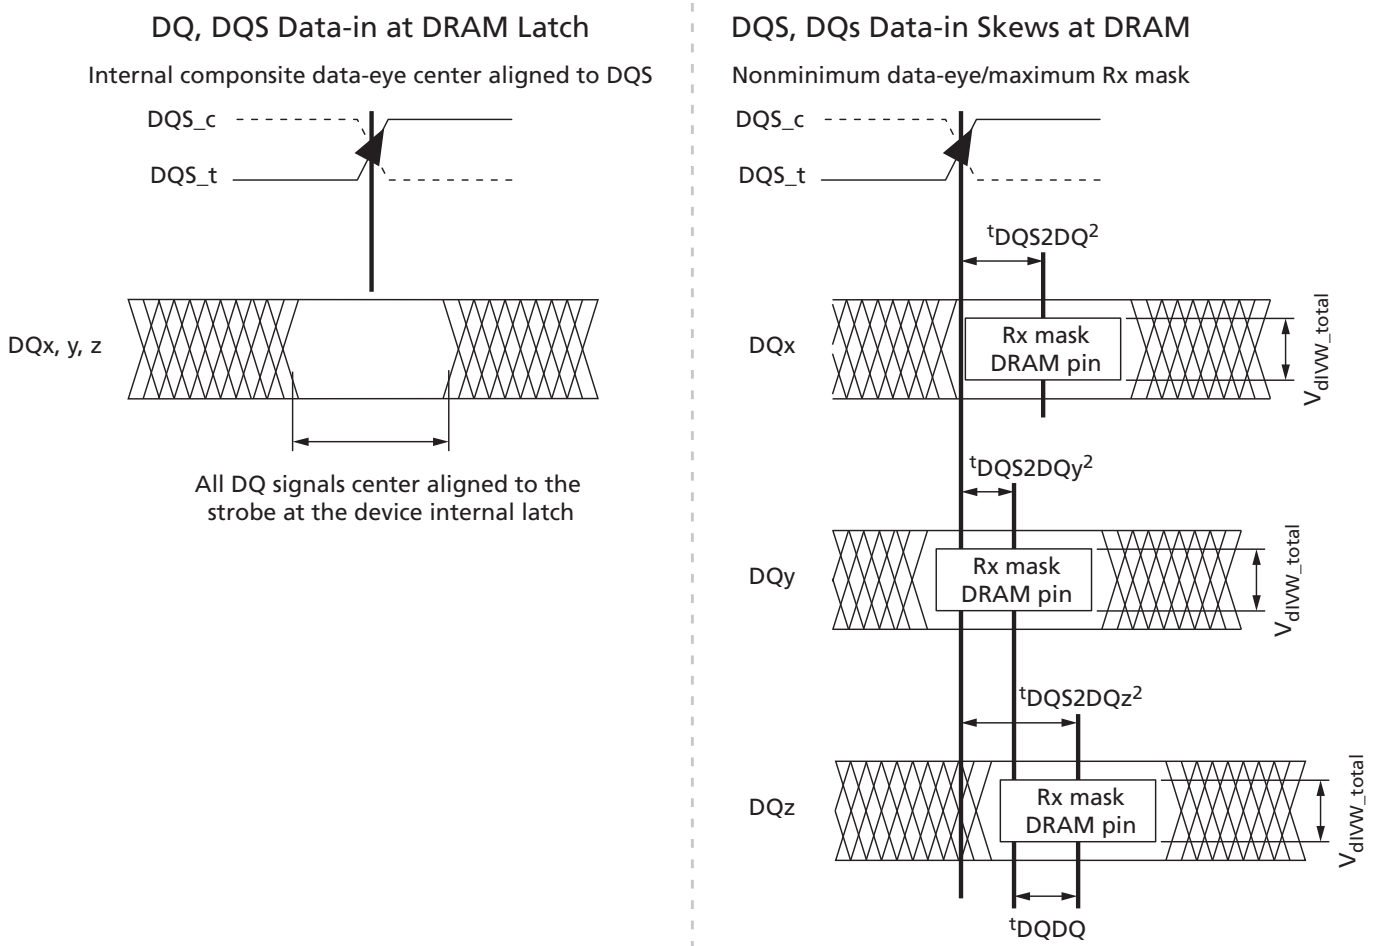 DQ, DQS Data-in at DRAM Latch
Internal componsite data-eye center aligned to DQS
DQS_c
DQS_t
DQx, y, z
All DQ signals center aligned to the
strobe at the device internal latch
DQS, DQs Data-in Skews at DRAM
Nonminimum data-eye/maximum Rx mask
DQS_c
DQS_t
tDQS2DQ2
DQx
Rx mask
DRAM pin
VdIVW_total
tDQS2DQy2
DQy
Rx mask
DRAM pin
VdIVW_total
tDQS2DQz2
DQz
Rx mask
DRAM pin
VdIVW_total
tDQDQ